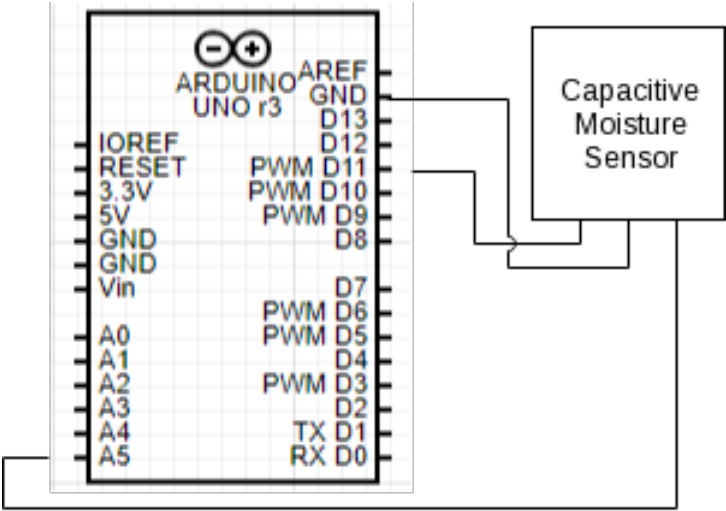 ARDUINO
UNO r3
AREF
GND
D13
D12
PWM D11
PWM D10
PWM D9
D8
D7
PWM D6
PWM D5
D4
PWM D3
D2
TX D1
RX D0
IOREF
RESET
3.3V
5V
GND
GND
Vin
A0
A1
A2
A3
A4
A5
Capacitive
Moisture
Sensor